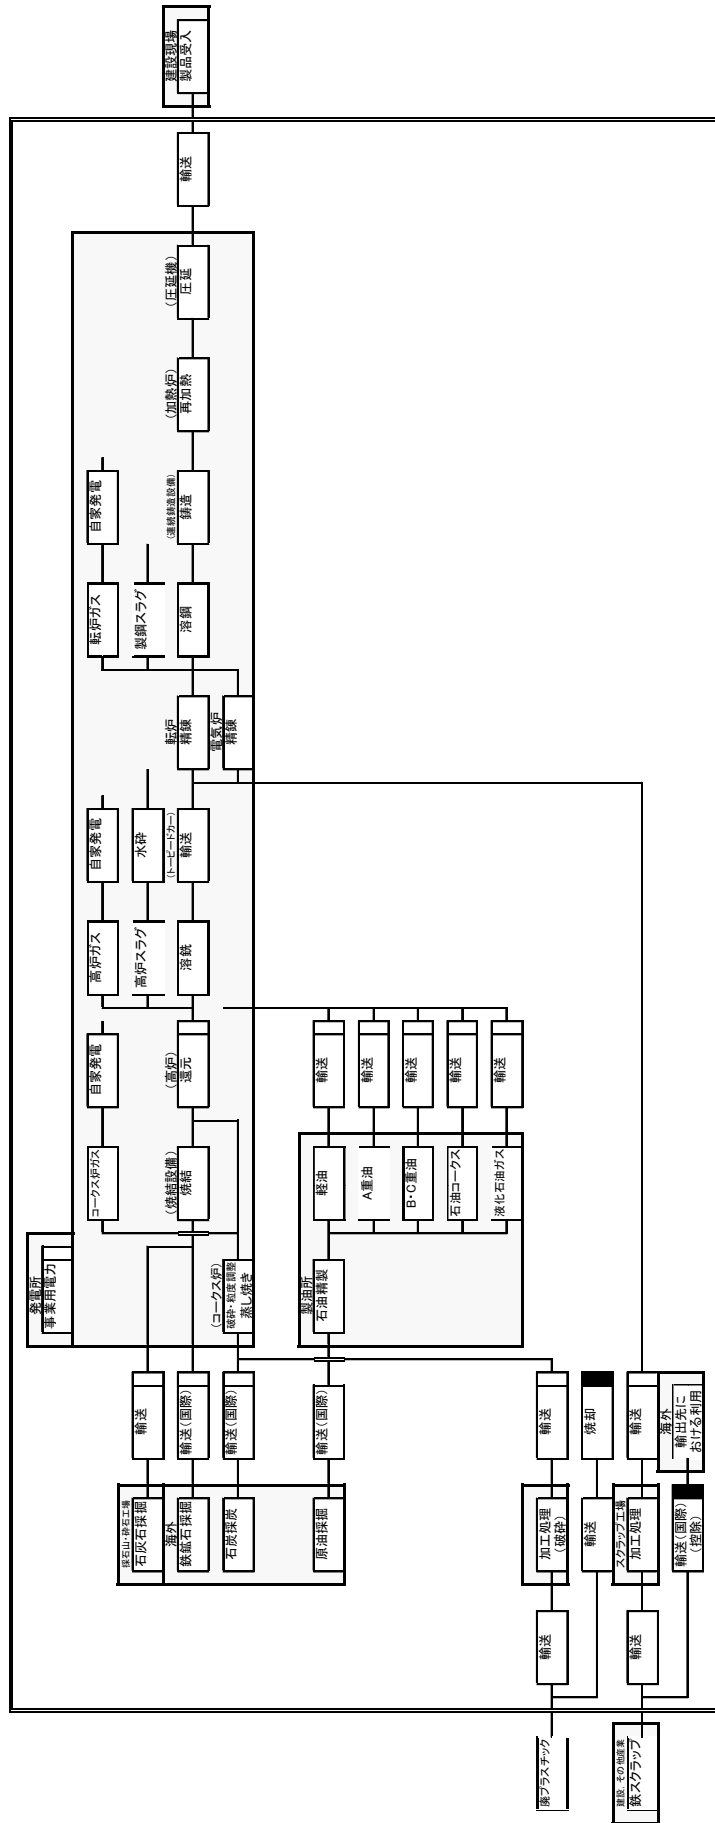 建設現場
製品受入
輸送
(圧延機)
圧延
(加熱炉)
再加熱
自家発電
(連続鋳造設備)
鋳造
転炉ガス
製鋼スラグ
溶鋼
転炉
精錬
電気炉
精錬
自家発電
水砕
(トーピードカー)
輸送
高炉ガス
高炉スラグ
溶銑
自家発電
(高炉)
還元
輸送
輸送
輸送
輸送
輸送
コークス炉ガス
(焼結設備)
焼結
軽油
A重油
B・C重油
石油コークス
液化石油ガス
発電所
事業用電力
(コークス炉)
破砕・粒度調整
蒸し焼き
製油所
石油精製
輸送
輸送(国際)
輸送(国際)
輸送(国際)
輸送
焼却
輸送
海外
輸出先に
おける利用
採石山・砕石工場
石灰石採掘
海外
鉄鉱石採掘
石炭採炭
原油採掘
加工処理
(破砕)
輸送
スクラップ工場
加工処理
輸送(国際)
(控除)
輸送
輸送
廃プラスチック
建設、その他産業
鉄スクラップ